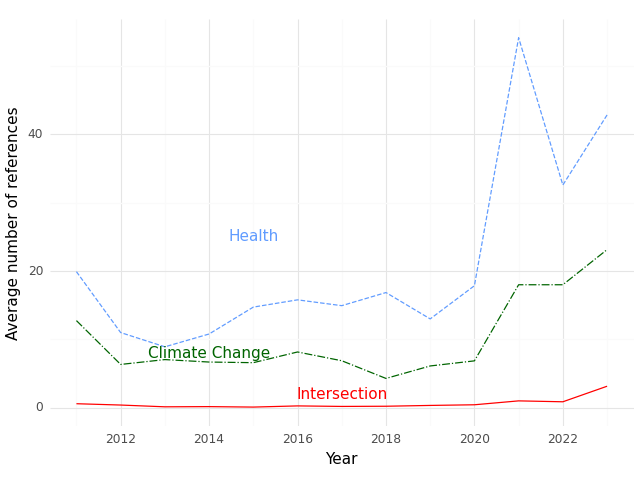 Average number of references
40
20
0
Health
Climate Change
Intersection
2012 2014 2016 2018 2020 2022
Year